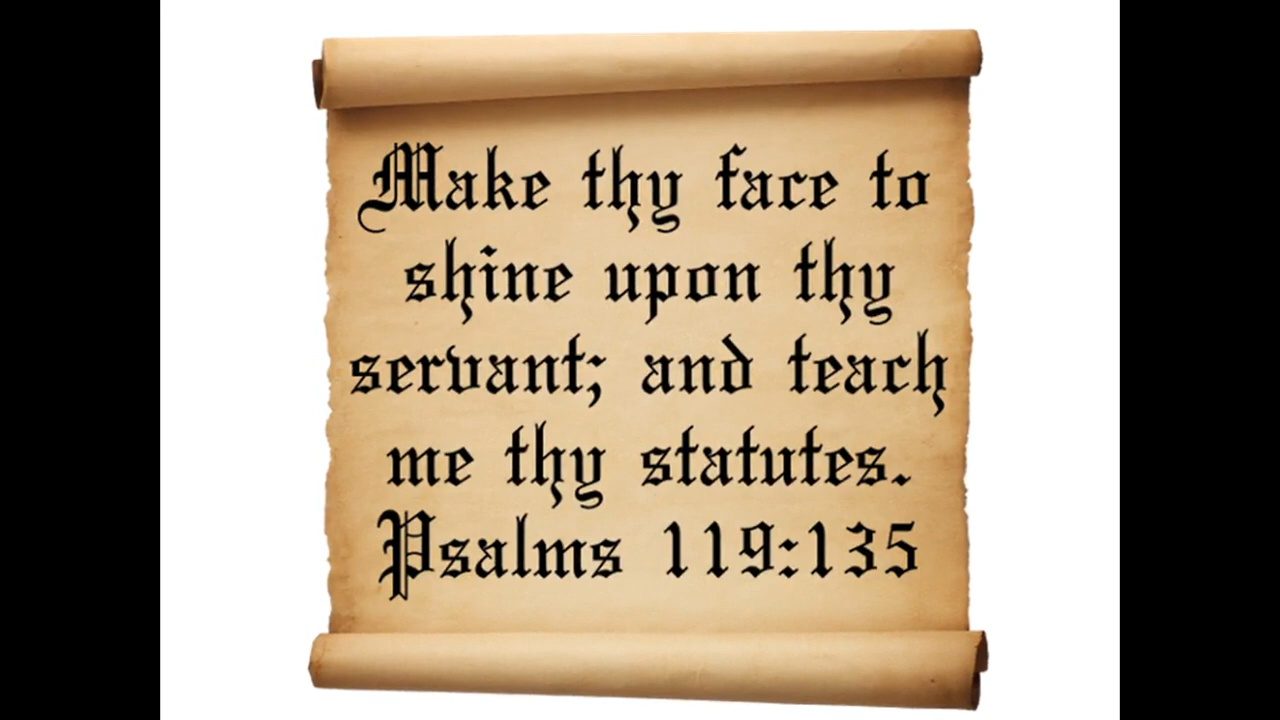 Make thy face to
shine upon thy
servant; and teach
me thy statutes.
Psalms 119:135